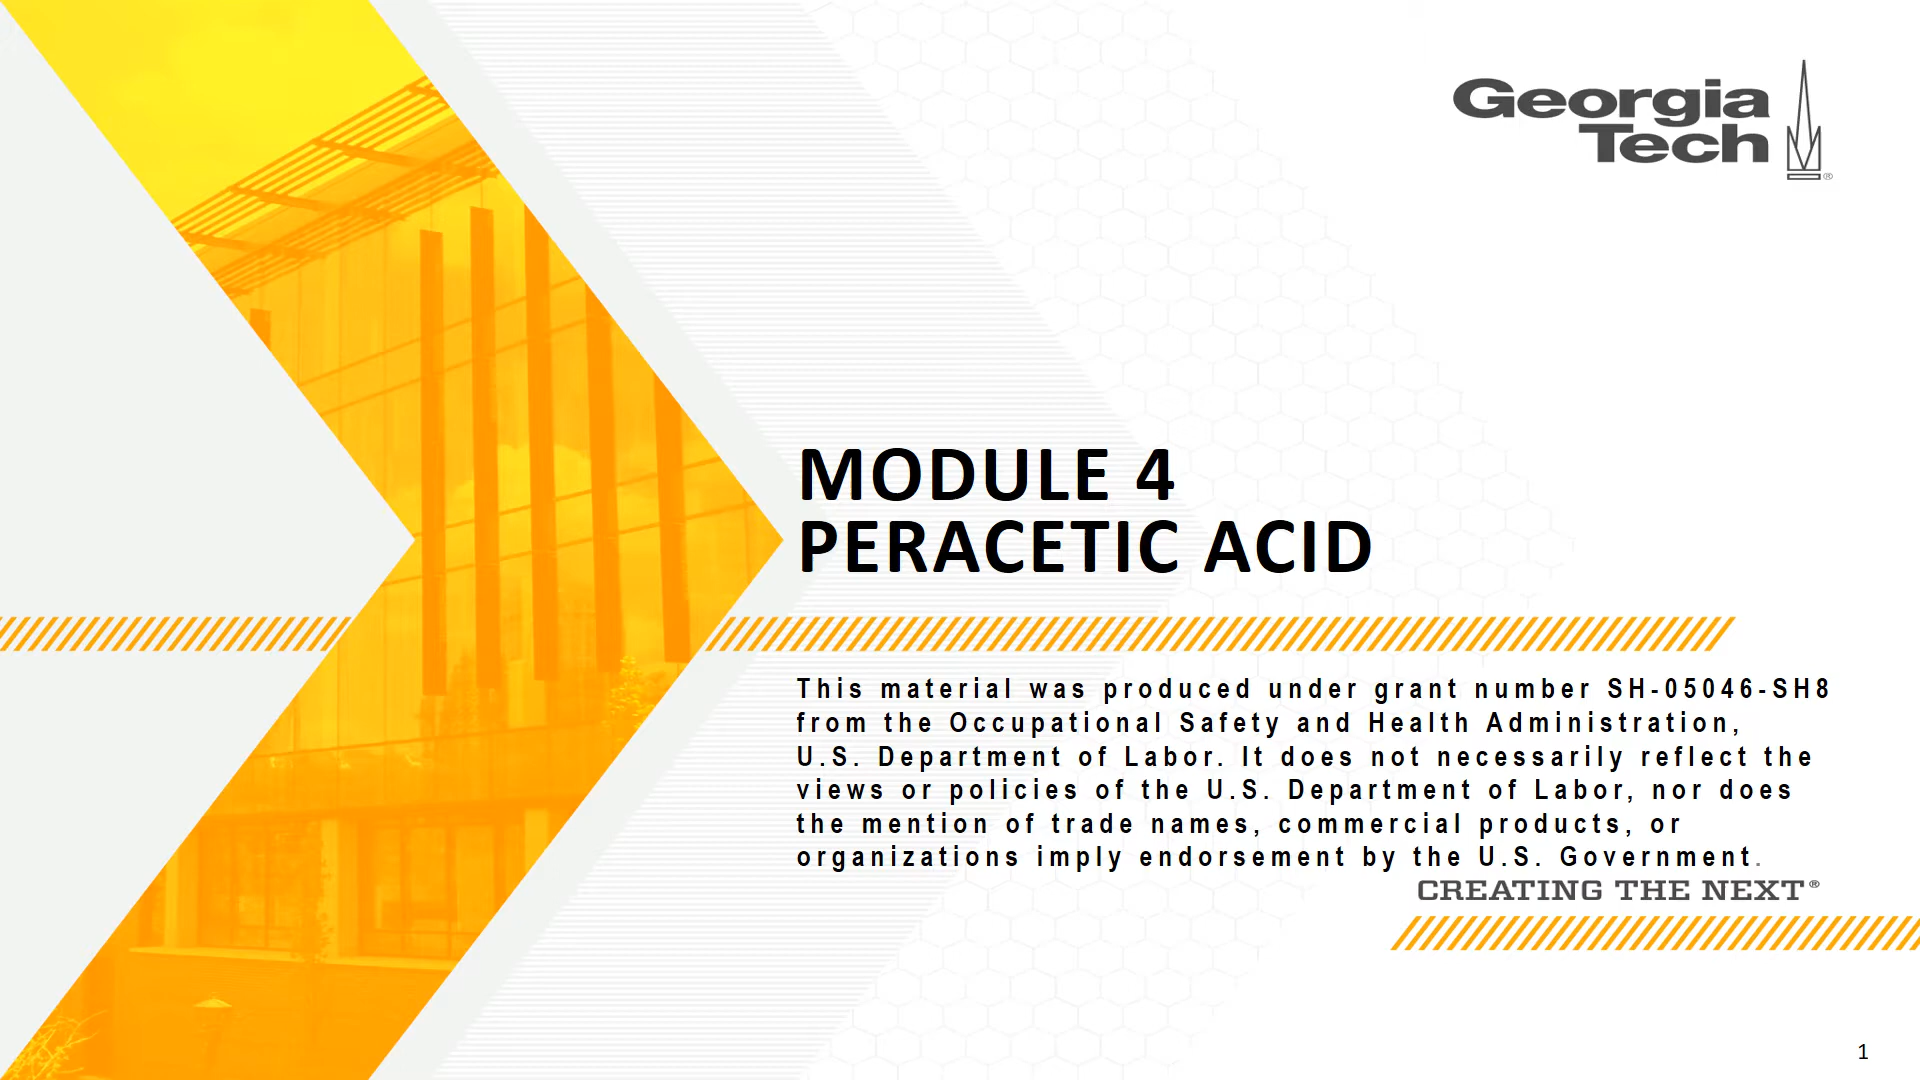 Georgia
Tech
®
MODULE 4
PERACETIC ACID
This material was produced under grant number SH-05046-SH8
from the Occupational Safety and Health Administration,
U.S. Department of Labor. It does not necessarily reflect the
views or policies of the U.S. Department of Labor, nor does
the mention of trade names, commercial products, or
organizations imply endorsement by the U.S. Government.
CREATING THE NEXT®
1